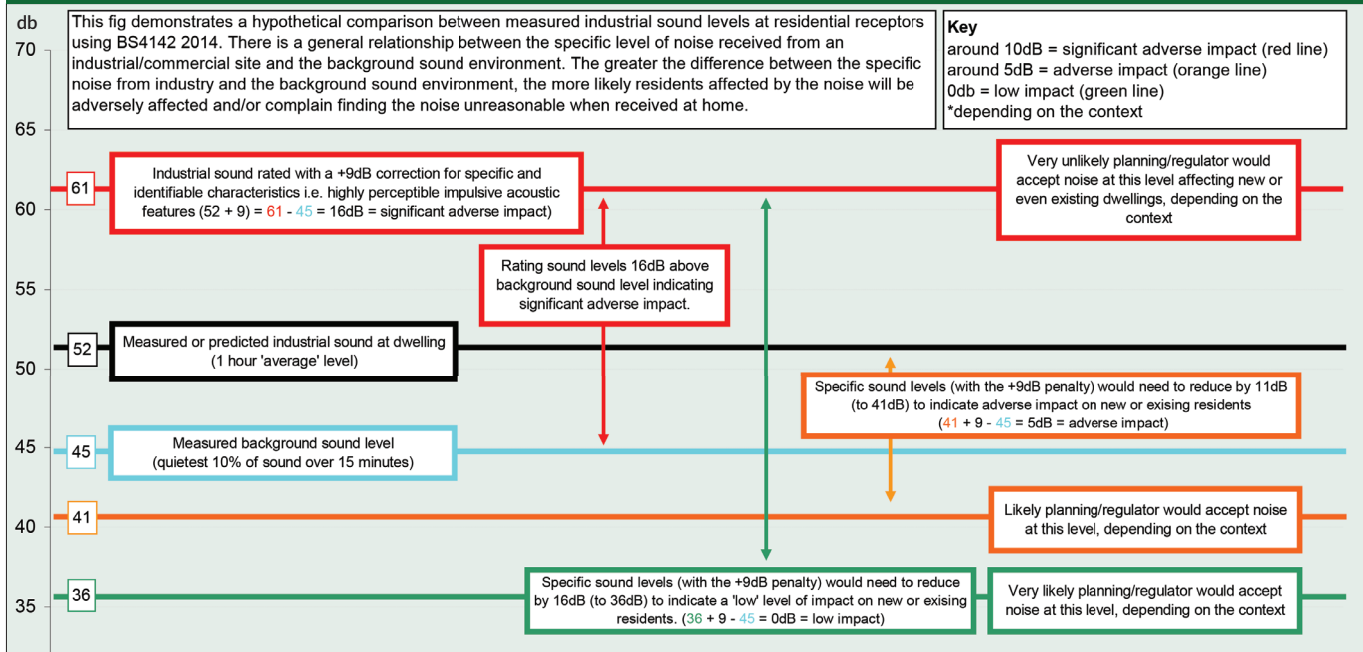 db
This fig demonstrates a hypothetical comparison between measured industrial sound levels at residential receptors
using BS4142 2014. There is a general relationship between the specific level of noise received from an
industrial/commercial site and the background sound environment. The greater the difference between the specific
noise from industry and the background sound environment, the more likely residents affected by the noise will be
adversely affected and/or complain finding the noise unreasonable when received at home.
Key
around 10dB = significant adverse impact (red line)
around 5dB = adverse impact (orange line)
0db = low impact (green line)
*depending on the context
70
65
61
Industrial sound rated with a +9dB correction for specific and
identifiable characteristics i.e. highly perceptible impulsive acoustic
features (52 + 9) = 61 - 45 = 16dB = significant adverse impact)
Very unlikely planning/regulator would
accept noise at this level affecting new or
even existing dwellings, depending on the
context
60
Rating sound levels 16dB above
background sound level indicating
significant adverse impact.
55
52
Measured or predicted industrial sound at dwelling
(1 hour 'average' level)
50
Specific sound levels (with the +9dB penalty) would need to reduce by 11dB
(to 41dB) to indicate adverse impact on new or exising residents
(41 + 9 - 45 = 5dB = adverse impact)
45
45
Measured background sound level
(quietest 10% of sound over 15 minutes)
41
40
Likely planning/regulator would accept noise
at this level, depending on the context
36
35
Specific sound levels (with the +9dB penalty) would need to reduce
by 16dB (to 36dB) to indicate a 'low' level of impact on new or exising
residents. (36 + 9 - 45 = 0dB = low impact)
Very likely planning/regulator would accept
noise at this level, depending on the context